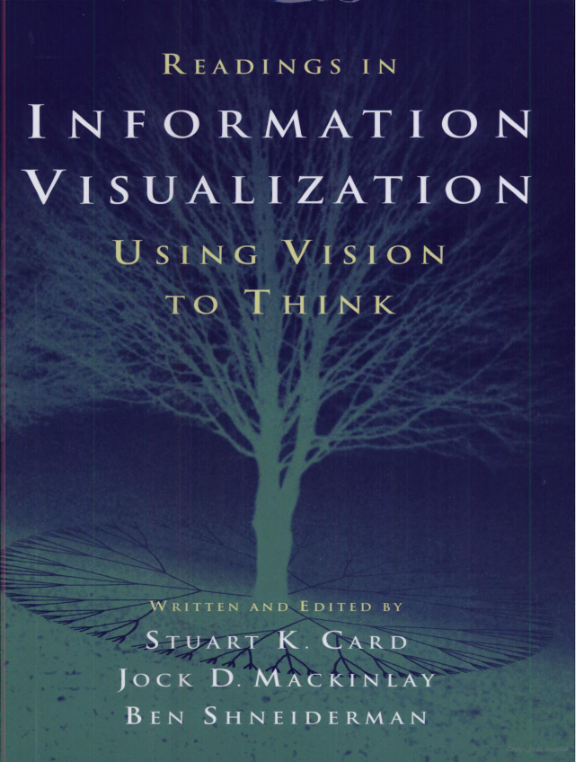 READINGS IN
INFORMATION
VISUALIZATION
USING VISION
TO THINK
WRITTEN AND EDITED BY
STUART K. CARD
JOCK D. MACKINLAY
BEN SHNEIDERMAN